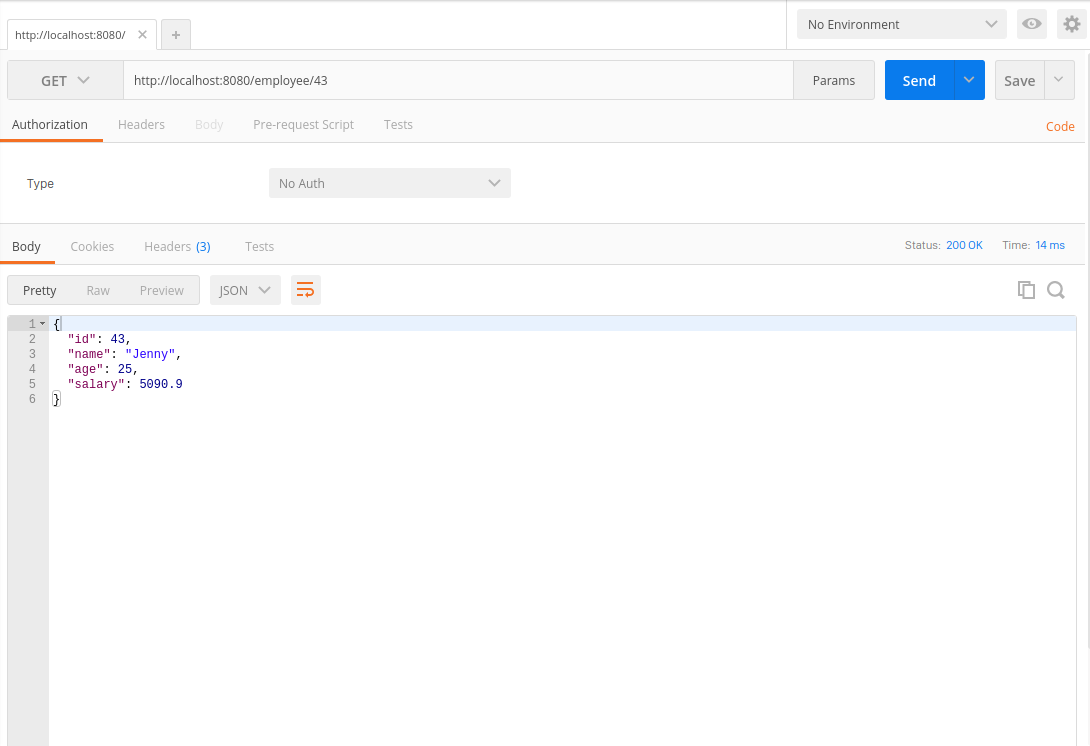 http://localhost:8080/
No Environment
GET http://localhost:8080/employee/43 Params Send Save
Authorization Headers Body Pre-request Script Tests Code
Type No Auth
Body Cookies Headers (3) Tests Status: 200 OK Time: 14 ms
Pretty Raw Preview JSON
1 {
2 "id": 43,
3 "name": "Jenny",
4 "age": 25,
5 "salary": 5090.9
6 }